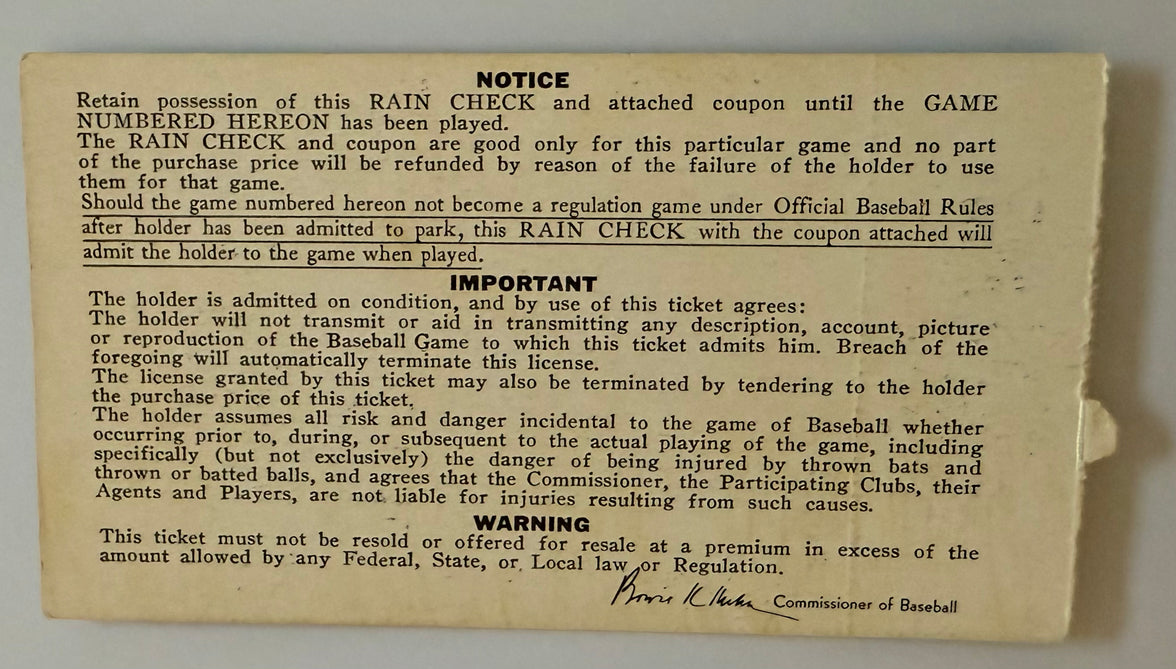 NOTICE
Retain possession of this RAIN CHECK and attached coupon until the GAME
NUMBERED HEREON has been played.
The RAIN CHECK and coupon are good only for this particular game and no part
of the purchase price will be refunded by reason of the failure of the holder to use
them for that game.
Should the game numbered hereon not become a regulation game under Official Baseball Rules
after holder has been admitted to park, this RAIN CHECK with the coupon attached will
admit the holder to the game when played.
IMPORTANT
The holder is admitted on condition, and by use of this ticket agrees:
The holder will not transmit or aid in transmitting any description, account, picture
or reproduction of the Baseball Game to which this ticket admits him. Breach of the
foregoing will automatically terminate this license.
The license granted by this ticket may also be terminated by tendering to the holder
the purchase price of this ticket.
The holder assumes all risk and danger incidental to the game of Baseball whether
occurring prior to, during, or subsequent to the actual playing of the game, including
specifically (but not exclusively) the danger of being injured by thrown bats and
thrown or batted balls, and agrees that the Commissioner, the Participating Clubs, their
Agents and Players, are not liable for injuries resulting from such causes.
WARNING
This ticket must not be resold or offered for resale at a premium in excess of the
amount allowed by any Federal, State, or Local law or Regulation.
Bowie K Kuhn Commissioner of Baseball